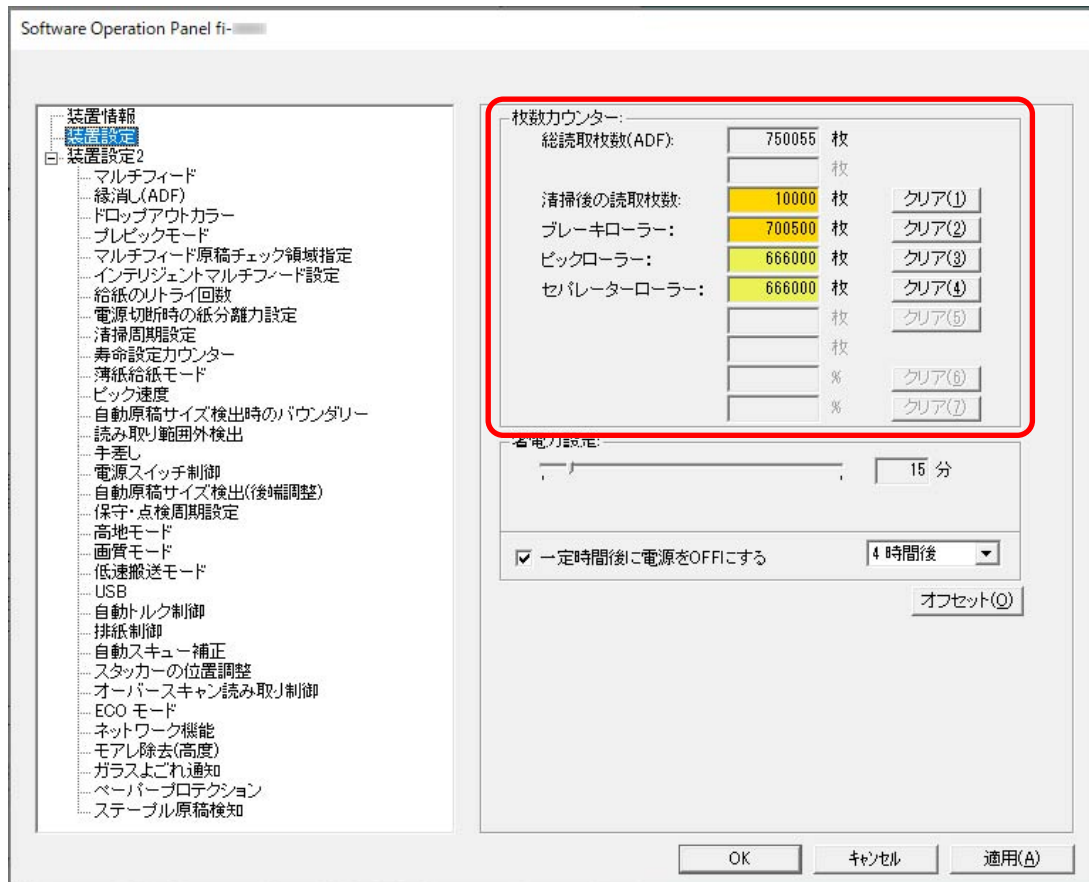 Software Operation Panel fi-
装置情報
装置設定
装置設定2
マルチフィード
縁消し(ADF)
ドロップアウトカラー
プレピックモード
マルチフィード原稿チェック領域指定
インテリジェントマルチフィード設定
給紙のリトライ回数
電源切断時の紙分離力設定
清掃周期設定
寿命設定カウンター
薄紙給紙モード
ピック速度
自動原稿サイズ検出時のバウンダリー
読み取り範囲外検出
手差し
電源スイッチ制御
自動原稿サイズ検出(後端調整)
保守・点検周期設定
高地モード
画質モード
低速搬送モード
USB
自動トルク制御
排紙制御
自動スキュー補正
スタッカーの位置調整
オーバースキャン読み取り制御
ECO モード
ネットワーク機能
モアレ除去(高度)
ガラスよごれ通知
ペーパープロテクション
ステープル原稿検知
枚数カウンター:
総読取枚数(ADF): 750055 枚
枚
清掃後の読取枚数: 10000 枚 クリア(1)
ブレーキローラー: 700500 枚 クリア(2)
ピックローラー: 666000 枚 クリア(3)
セパレーターローラー: 666000 枚 クリア(4)
枚 クリア(5)
枚
% クリア(6)
% クリア(7)
省電力設定:
15 分
一定時間後に電源をOFFにする 4 時間後
オフセット(O)
OK キャンセル 適用(A)